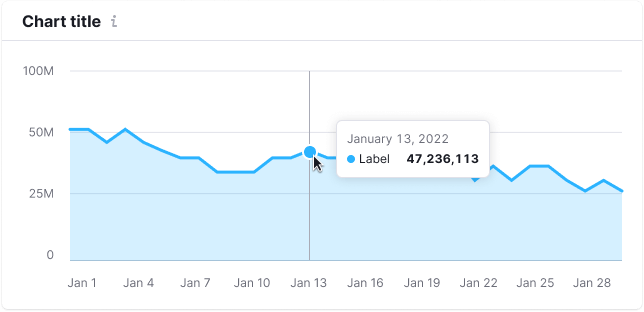 Chart title i
100M
50M
25M
0
January 13, 2022
Label 47,236,113
Jan 1 Jan 4 Jan 7 Jan 10 Jan 13 Jan 16 Jan 19 Jan 22 Jan 25 Jan 28